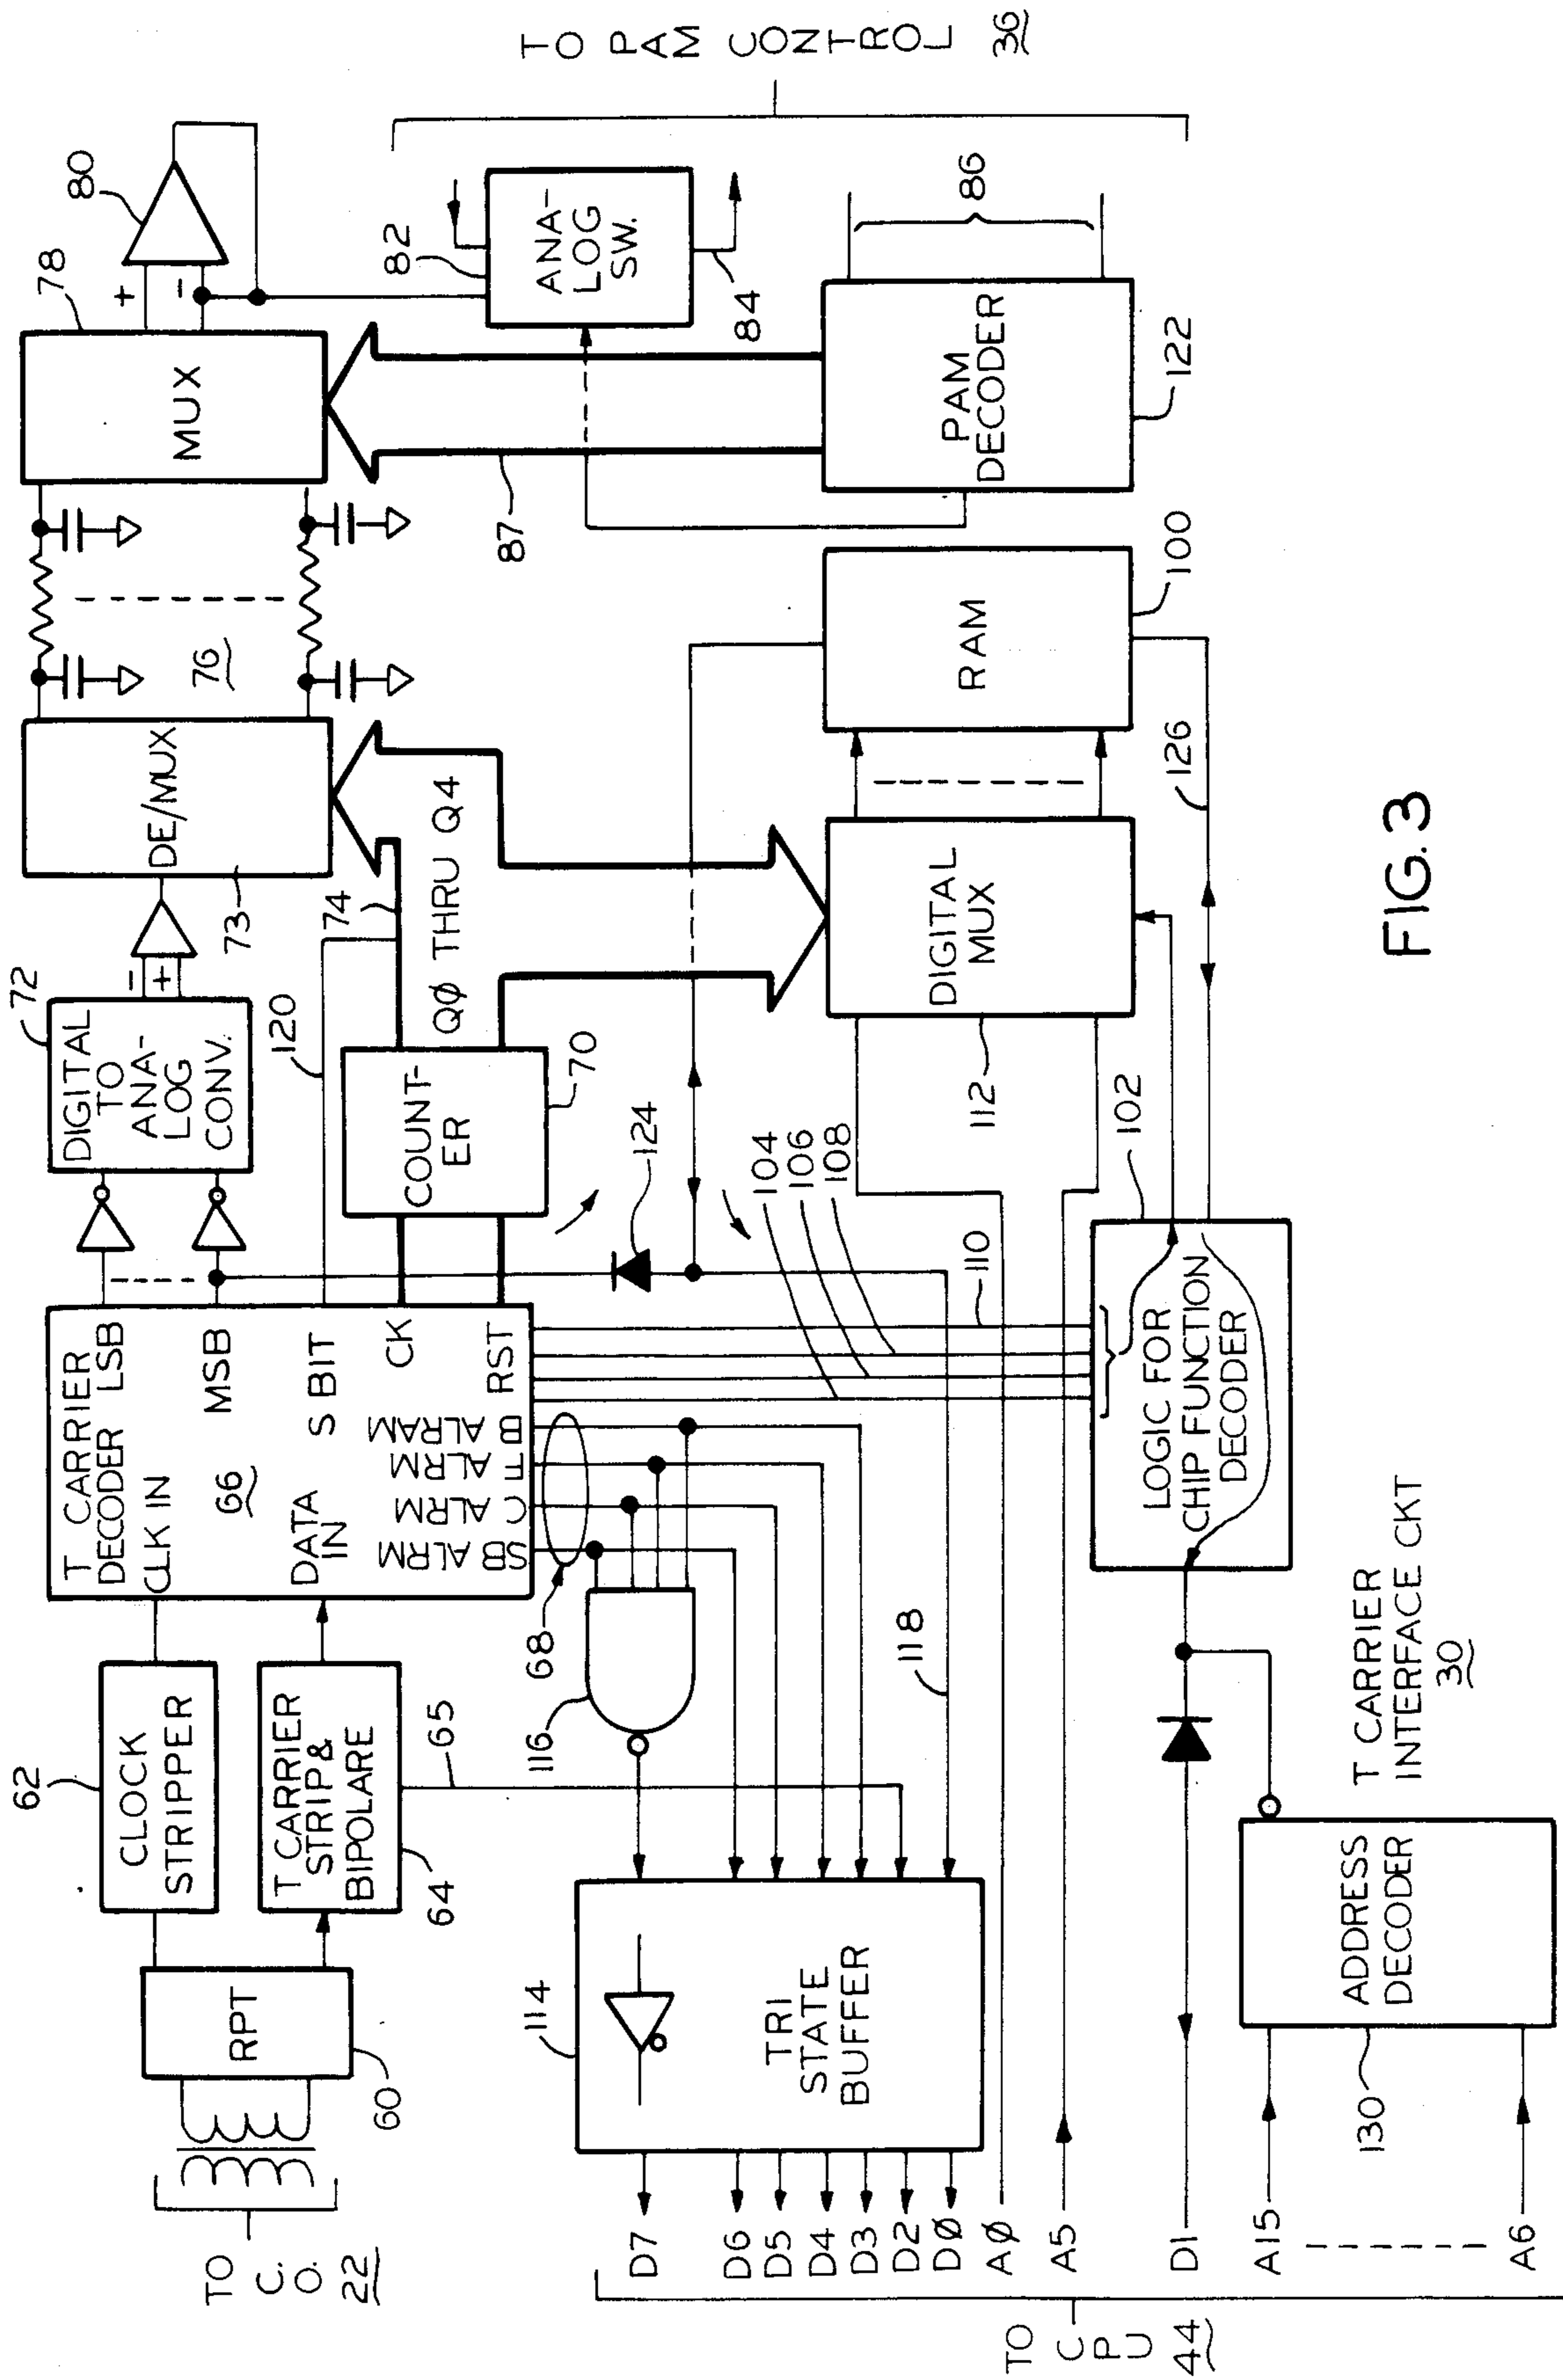 FIG. 3
T CARRIER
INTERFACE CKT
30
TO
C.
O.
22
RPT
60
62
CLOCK
STRIPPER
T CARRIER
STRIP &
BIPOLARE
64
65
T CARRIER
DECODER
LSB
CLK IN
66
MSB
DATA
IN
S BIT
CK
RST
SB ALRM
C ALRM
F ALRM
B ALRAM
68
72
DIGITAL
TO
ANA-
LOG
CONV.
-
+
120
COUNT-
ER
70
74
QØ THRU Q4
73
DE/MUX
76
78
MUX
+
-
80
82
ANA-
LOG
SW.
84
86
87
PAM
DECODER
122
TO PAM CONTROL 36
124
104
106
108
110
112
DIGITAL
MUX
RAM
100
126
102
LOGIC FOR
CHIP FUNCTION
DECODER
116
118
114
TRI
STATE
BUFFER
D7
D6
D5
D4
D3
D2
DØ
AØ
A5
D1
A15
A6
130
ADDRESS
DECODER
TO
C
P
U
44